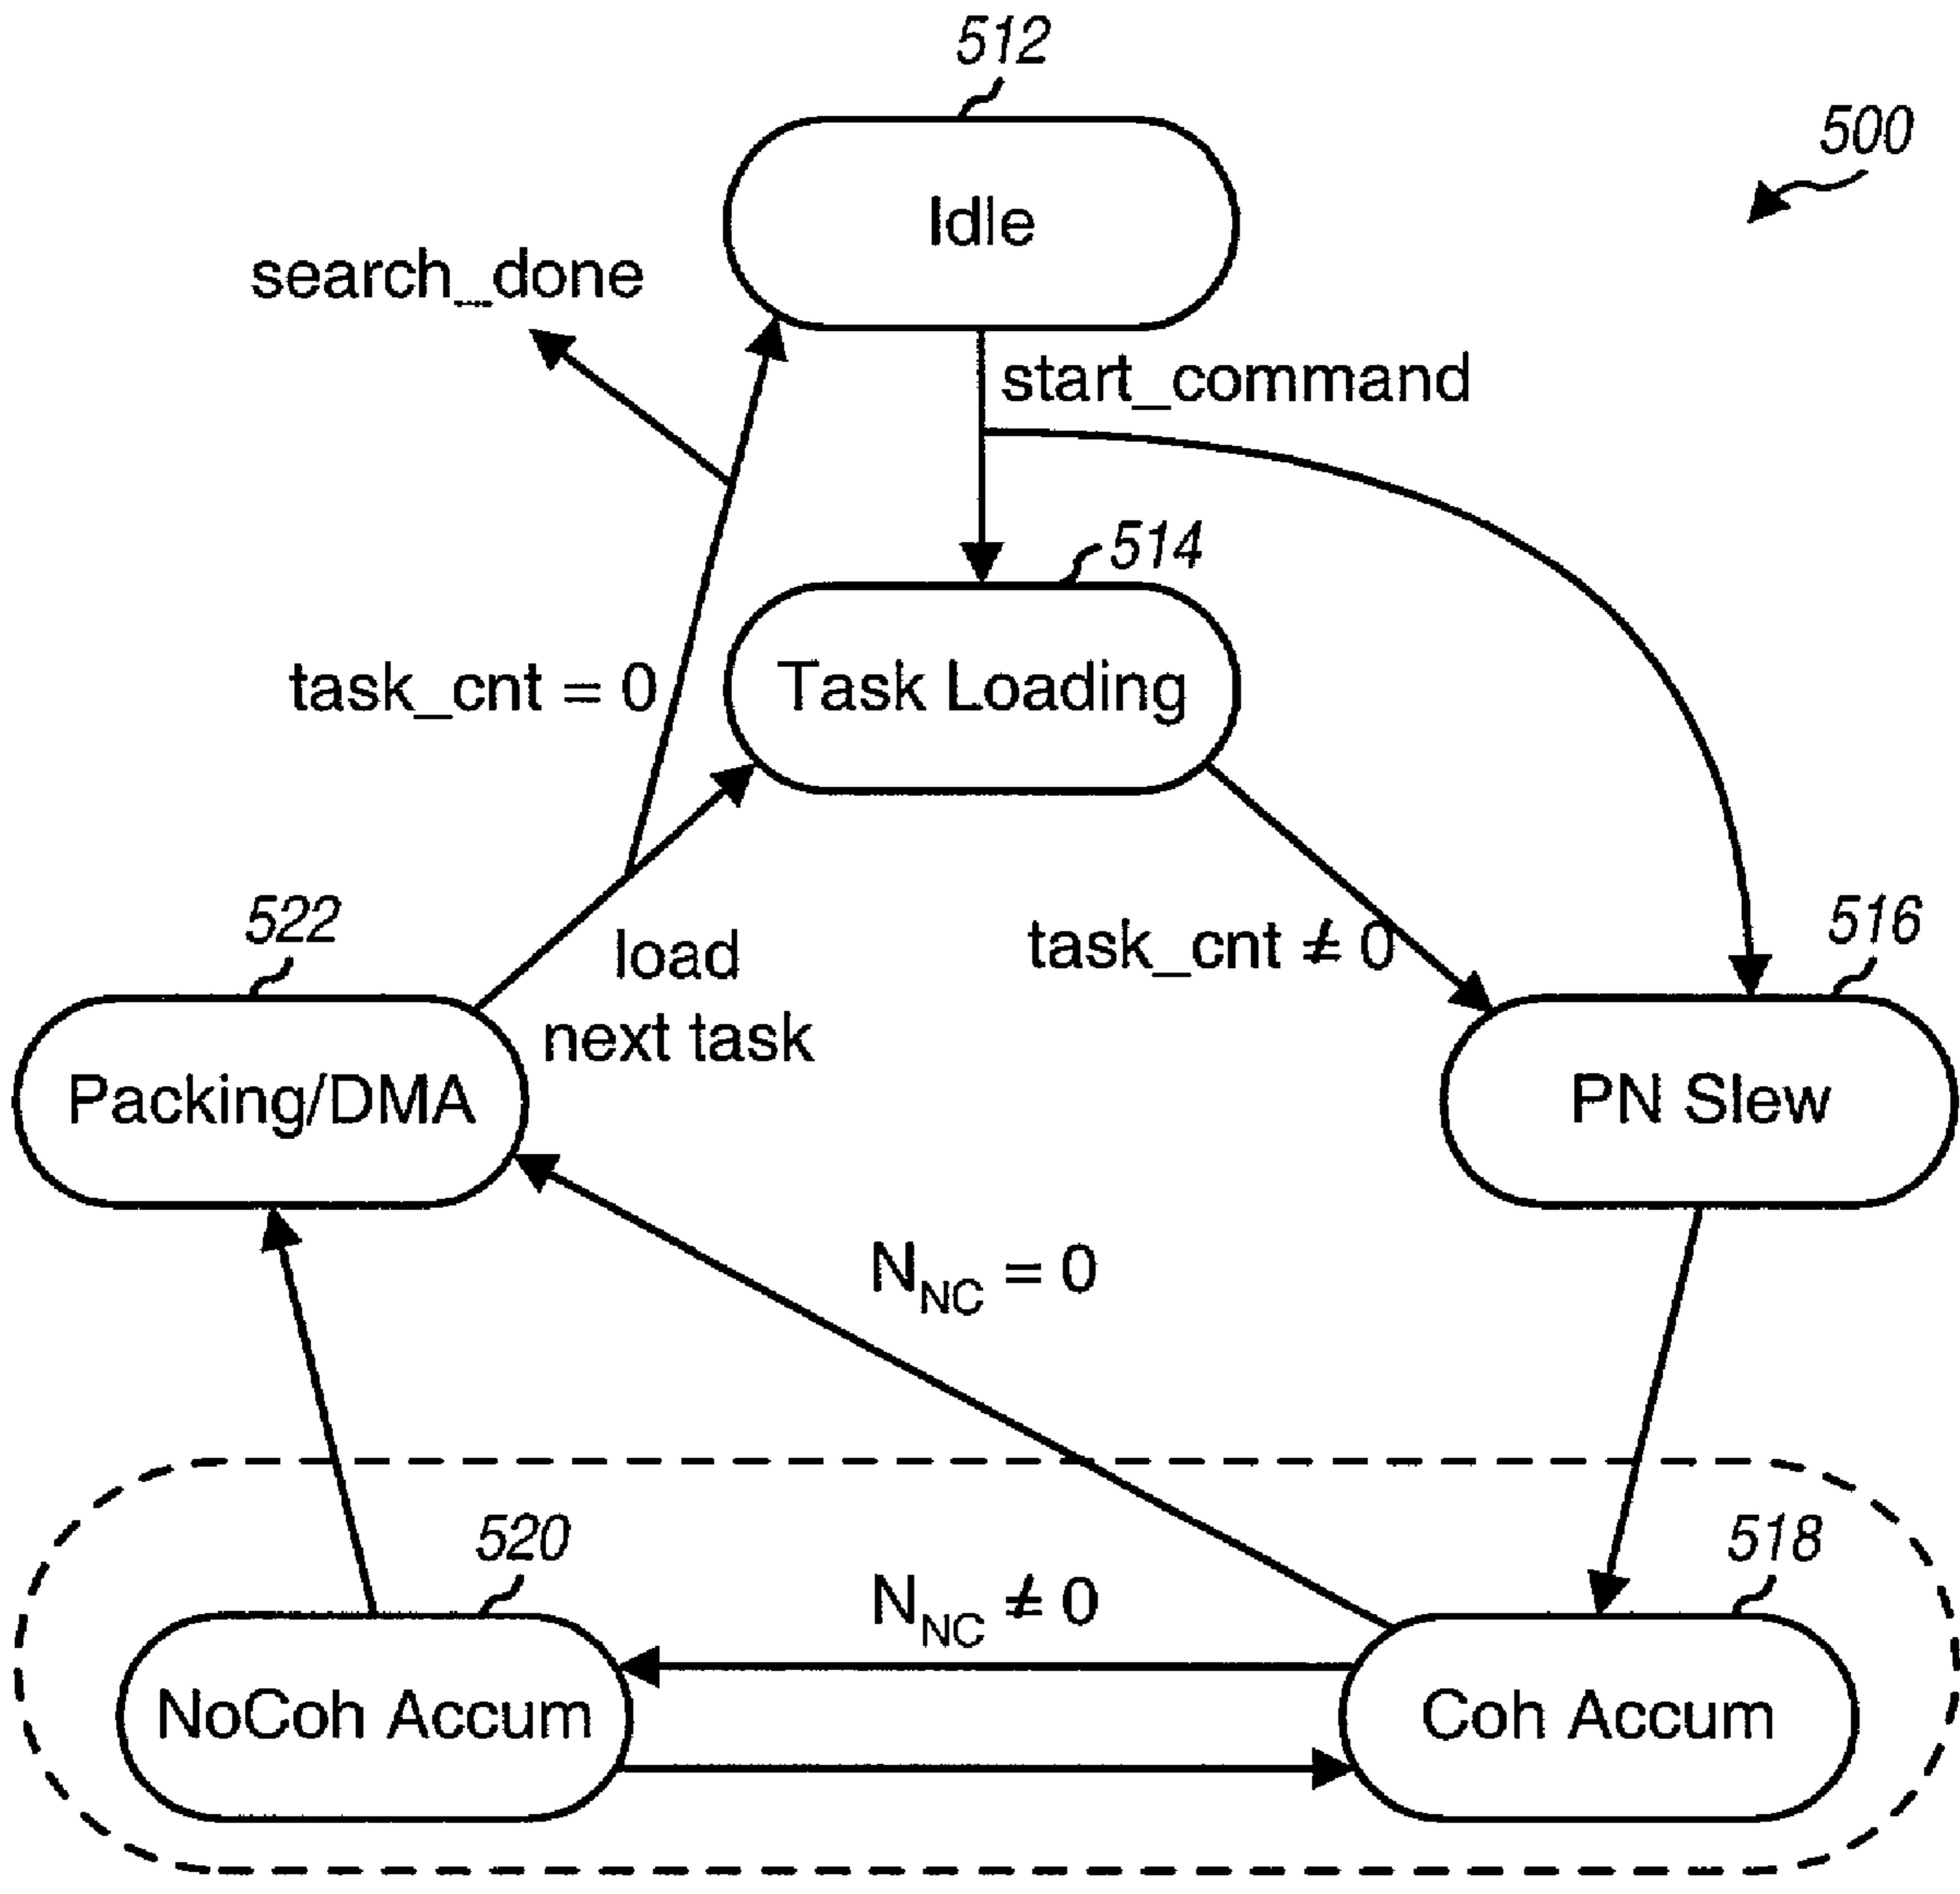 512
500
Idle
search_done
start_command
514
task_cnt = 0
Task Loading
522
load
next task
task_cnt ≠ 0
516
Packing/DMA
PN Slew
N_NC = 0
520
518
N_NC ≠ 0
NoCoh Accum
Coh Accum